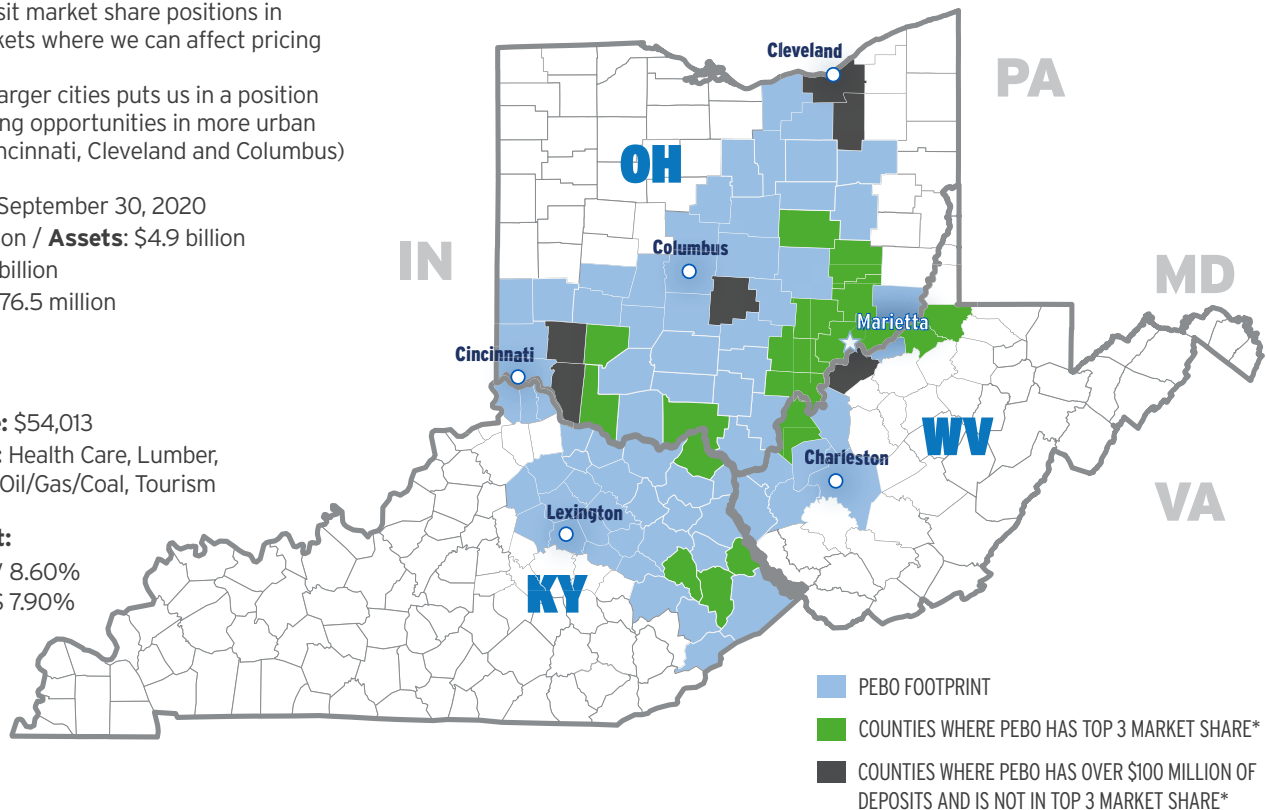 sit market share positions in
kets where we can affect pricing
arger cities puts us in a position
ng opportunities in more urban
ncinnati, Cleveland and Columbus)
September 30, 2020
on / Assets: $4.9 billion
billion
76.5 million
e: $54,013
: Health Care, Lumber,
Oil/Gas/Coal, Tourism
t:
/ 8.60%
S 7.90%
Cleveland
PA
OH
Columbus
IN
MD
Marietta
Cincinnati
WV
Charleston
VA
Lexington
KY
PEBO FOOTPRINT
COUNTIES WHERE PEBO HAS TOP 3 MARKET SHARE*
COUNTIES WHERE PEBO HAS OVER $100 MILLION OF
DEPOSITS AND IS NOT IN TOP 3 MARKET SHARE*